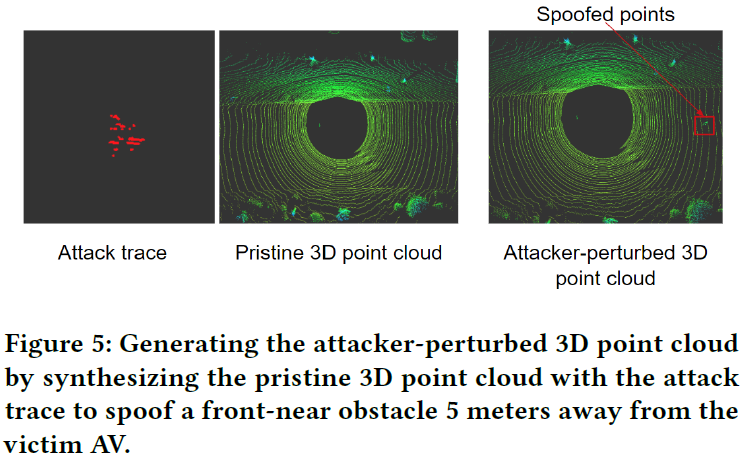 Spoofed points
Attack trace
Pristine 3D point cloud
Attacker-perturbed 3D
point cloud
Figure 5: Generating the attacker-perturbed 3D point cloud
by synthesizing the pristine 3D point cloud with the attack
trace to spoof a front-near obstacle 5 meters away from the
victim AV.